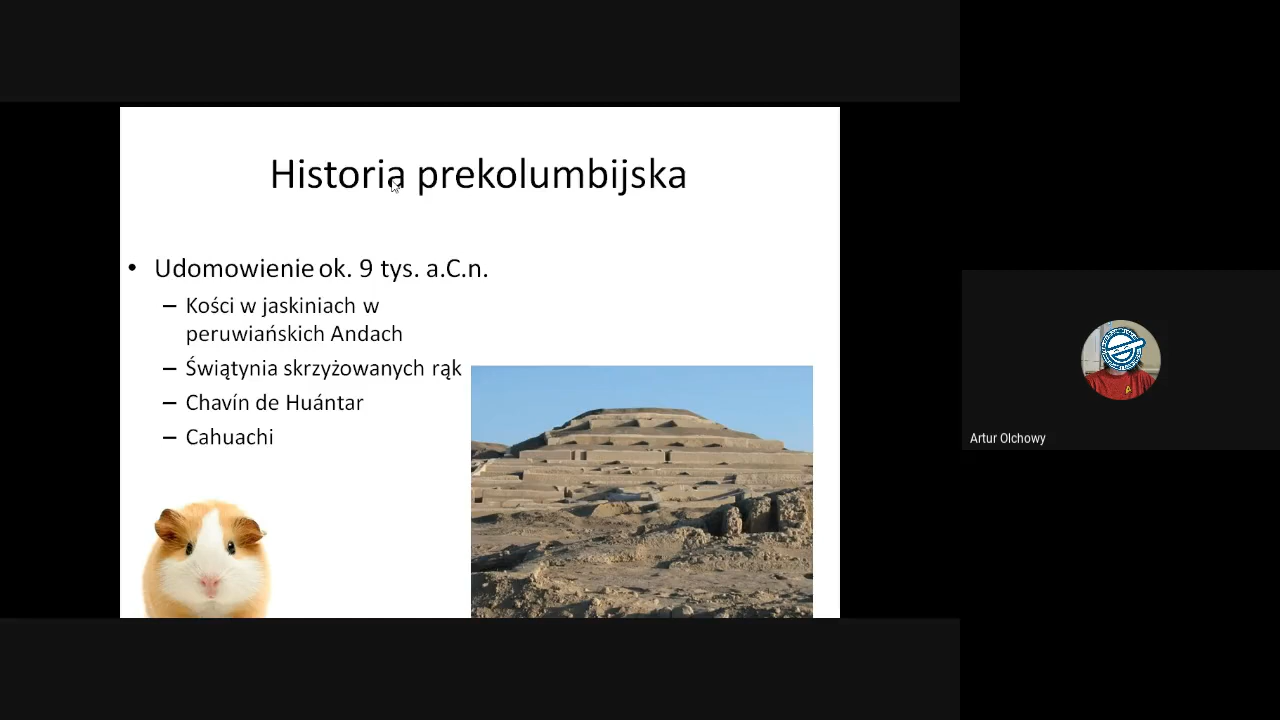 Historia prekolumbijska
• Udomowienie ok. 9 tys. a.C.n.
– Kości w jaskiniach w
peruwiańskich Andach
– Świątynia skrzyżowanych rąk
– Chavín de Huántar
– Cahuachi
Artur Olchowy